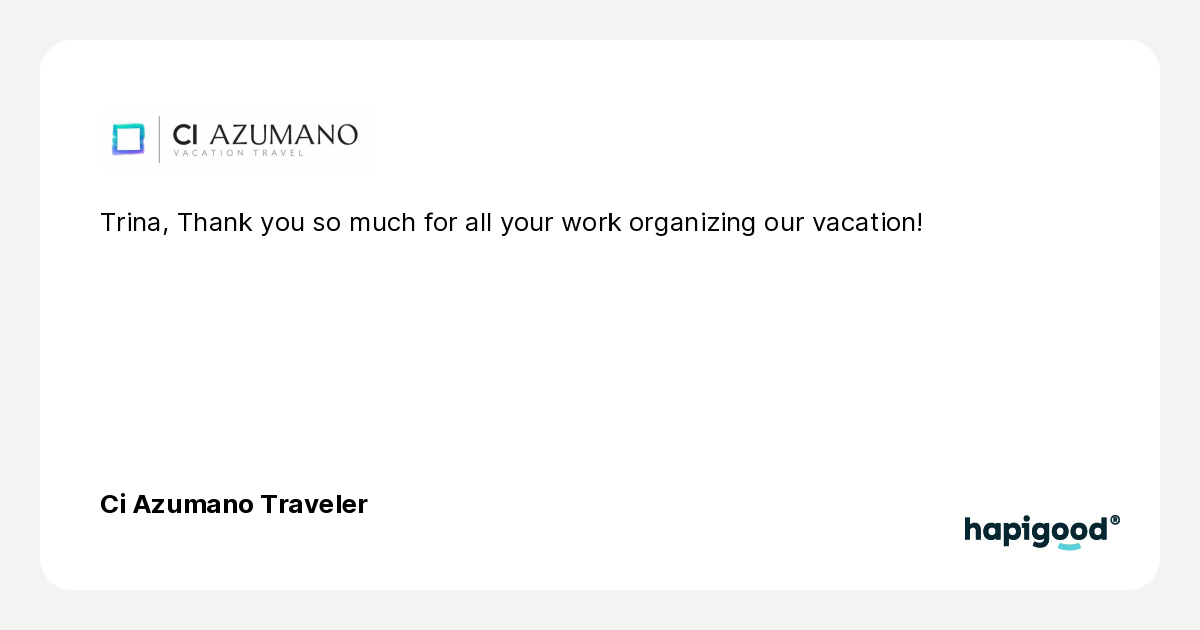 CI AZUMANO
VACATION TRAVEL
Trina, Thank you so much for all your work organizing our vacation!
Ci Azumano Traveler
hapigood®